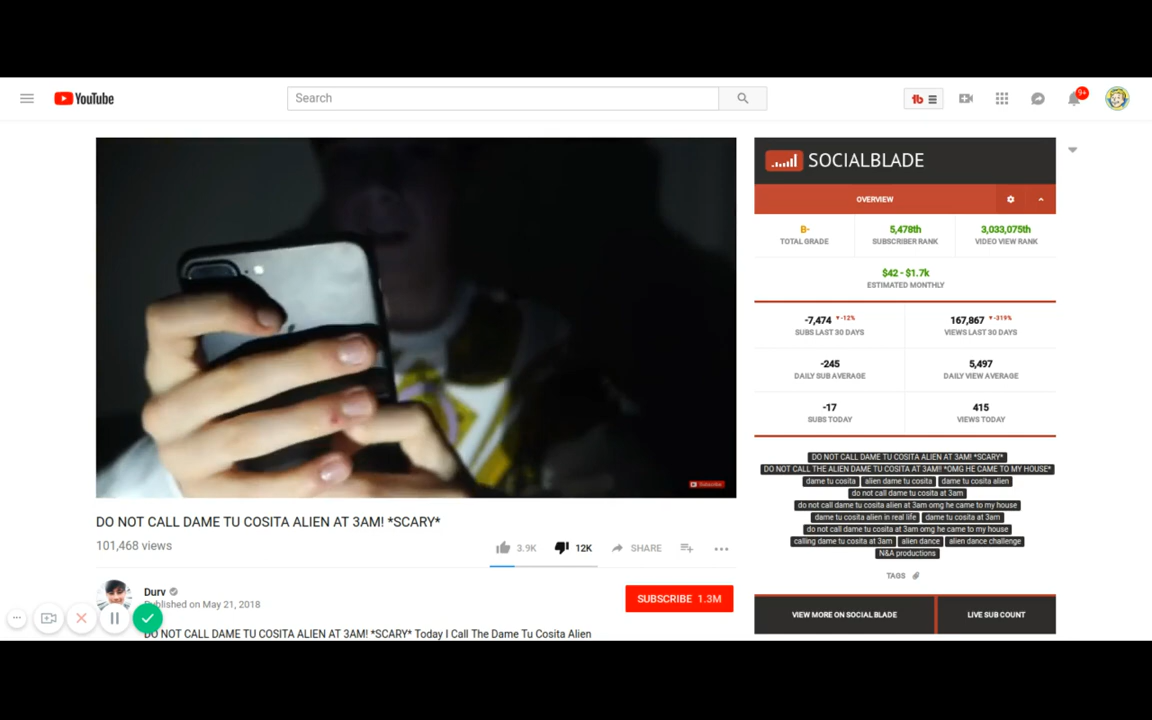 YouTube
Search
tb
9+
SOCIALBLADE
OVERVIEW
B-
TOTAL GRADE
5,478th
SUBSCRIBER RANK
3,033,075th
VIDEO VIEW RANK
$42 - $1.7k
ESTIMATED MONTHLY
-7,474 -12%
SUBS LAST 30 DAYS
167,867 -319%
VIEWS LAST 30 DAYS
-245
DAILY SUB AVERAGE
5,497
DAILY VIEW AVERAGE
-17
SUBS TODAY
415
VIEWS TODAY
DO NOT CALL DAME TU COSITA ALIEN AT 3AM! *SCARY*
DO NOT CALL THE ALIEN DAME TU COSITA AT 3AM!! *OMG HE CAME TO MY HOUSE*
dame tu cosita alien dame tu cosita dame tu cosita alien
do not call dame tu cosita at 3am
do not call dame tu cosita alien at 3am omg he came to my house
dame tu cosita alien in real life dame tu cosita at 3am
do not call dame tu cosita at 3am omg he came to my house
calling dame tu cosita at 3am alien dance alien dance challenge
N&A productions
TAGS
VIEW MORE ON SOCIAL BLADE
LIVE SUB COUNT
Subscribe
DO NOT CALL DAME TU COSITA ALIEN AT 3AM! *SCARY*
101,468 views
3.9K
12K
SHARE
Durv
Published on May 21, 2018
SUBSCRIBE 1.3M
DO NOT CALL DAME TU COSITA ALIEN AT 3AM! *SCARY* Today I Call The Dame Tu Cosita Alien